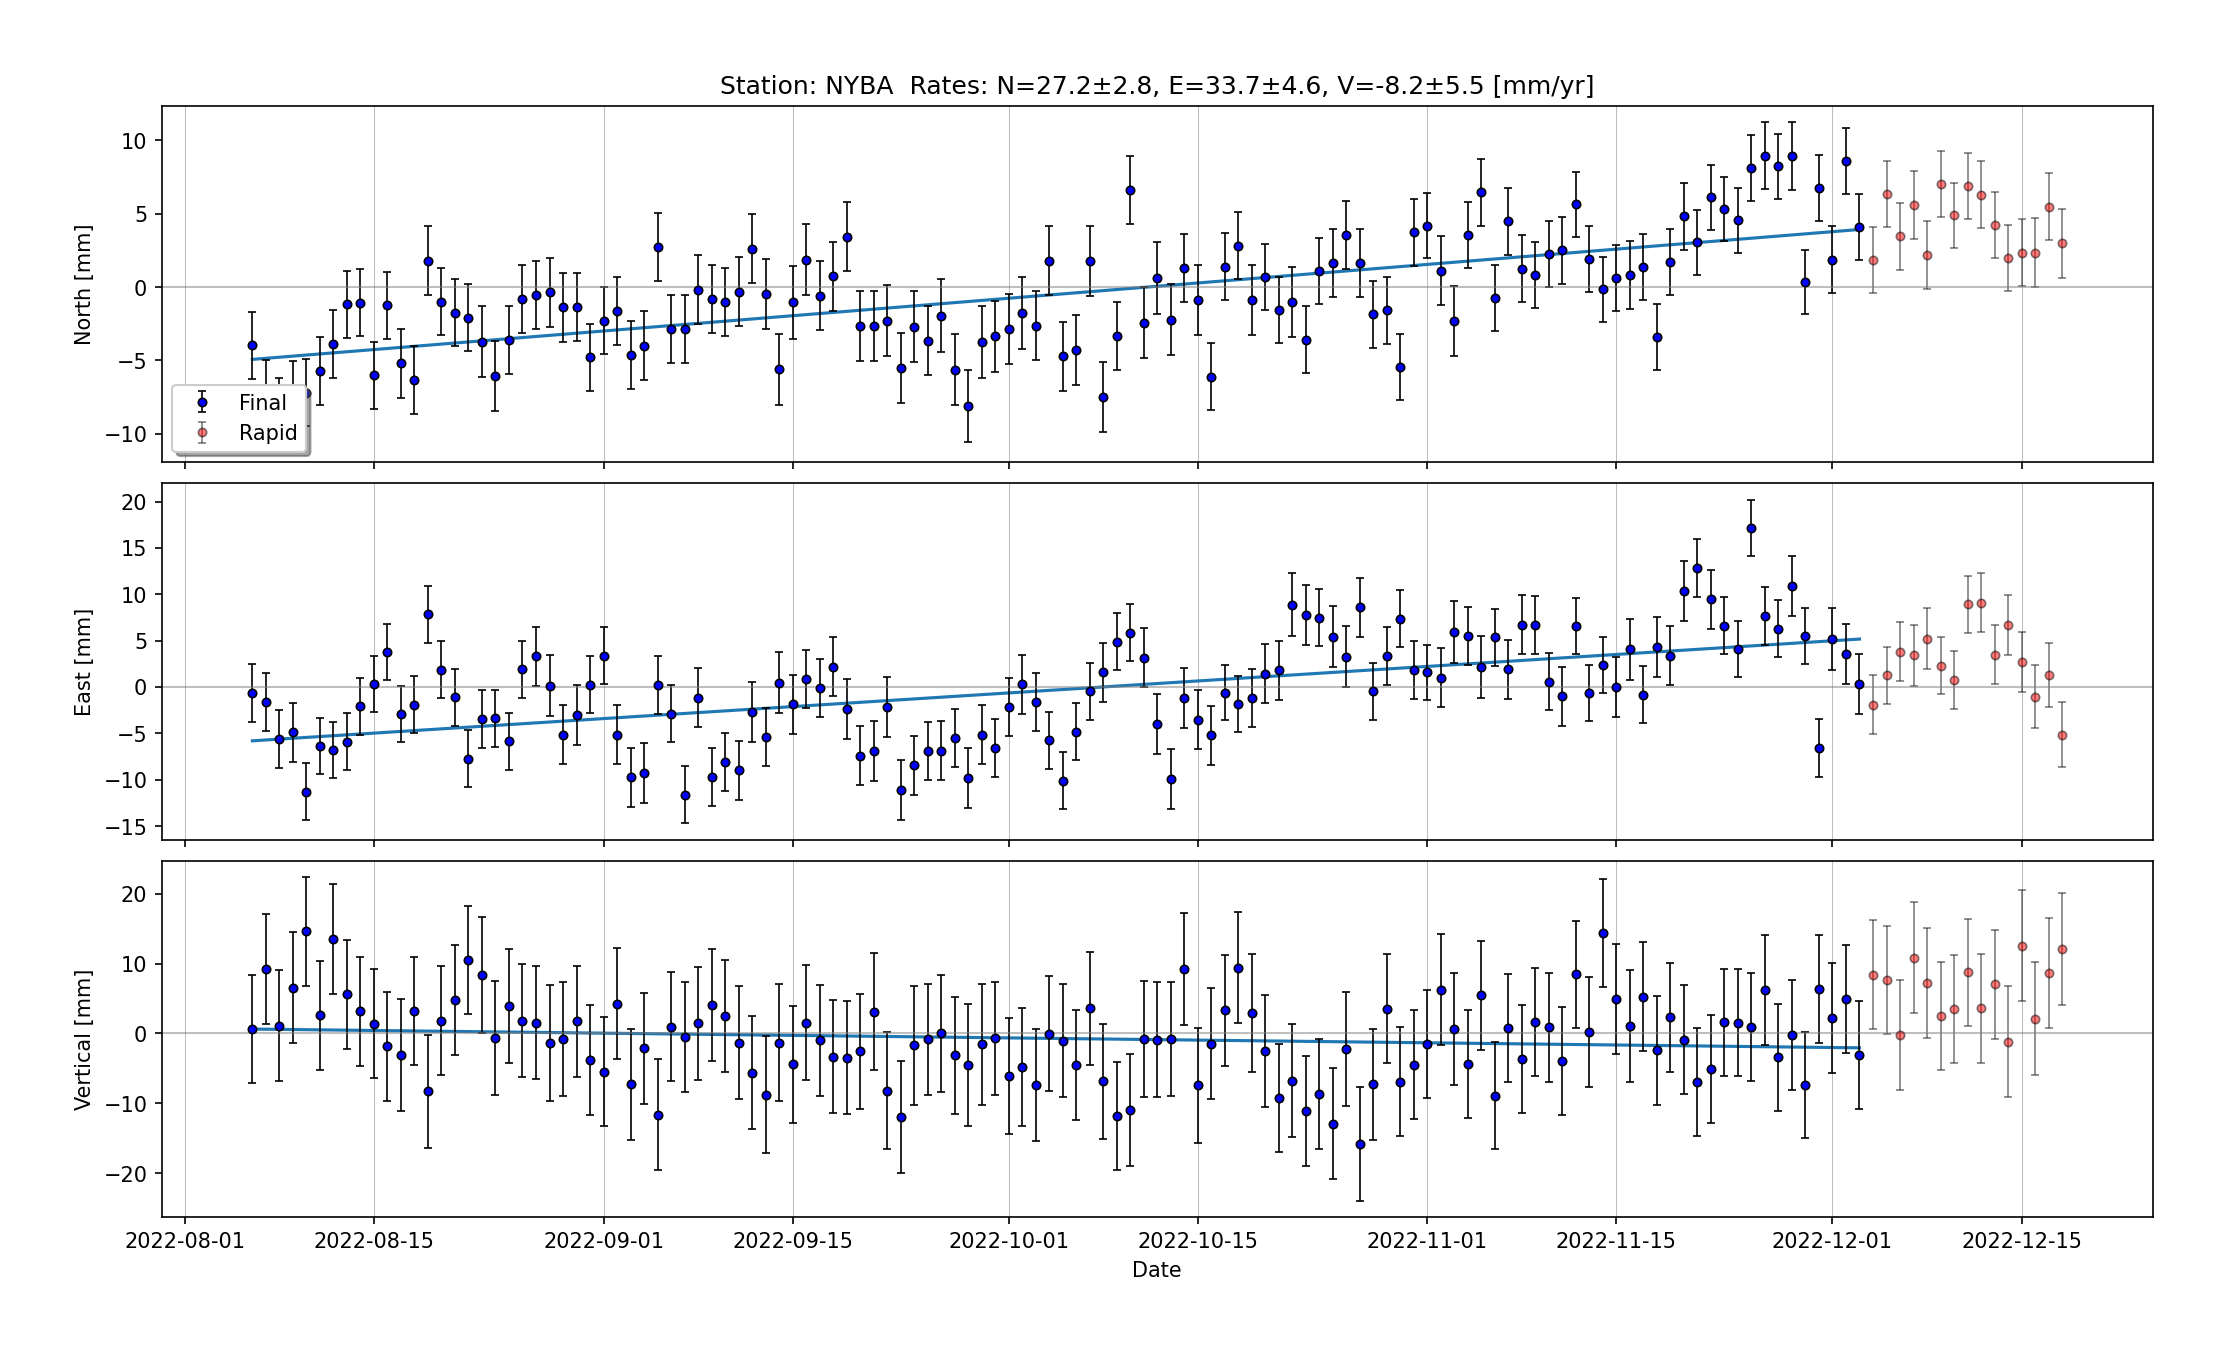 Station: NYBA  Rates: N=27.2±2.8, E=33.7±4.6, V=-8.2±5.5 [mm/yr]
North [mm]
10
5
0
−5
−10
Final
Rapid
East [mm]
20
15
10
5
0
−5
−10
−15
Vertical [mm]
20
10
0
−10
−20
2022-08-01 2022-08-15 2022-09-01 2022-09-15 2022-10-01 2022-10-15 2022-11-01 2022-11-15 2022-12-01 2022-12-15
Date